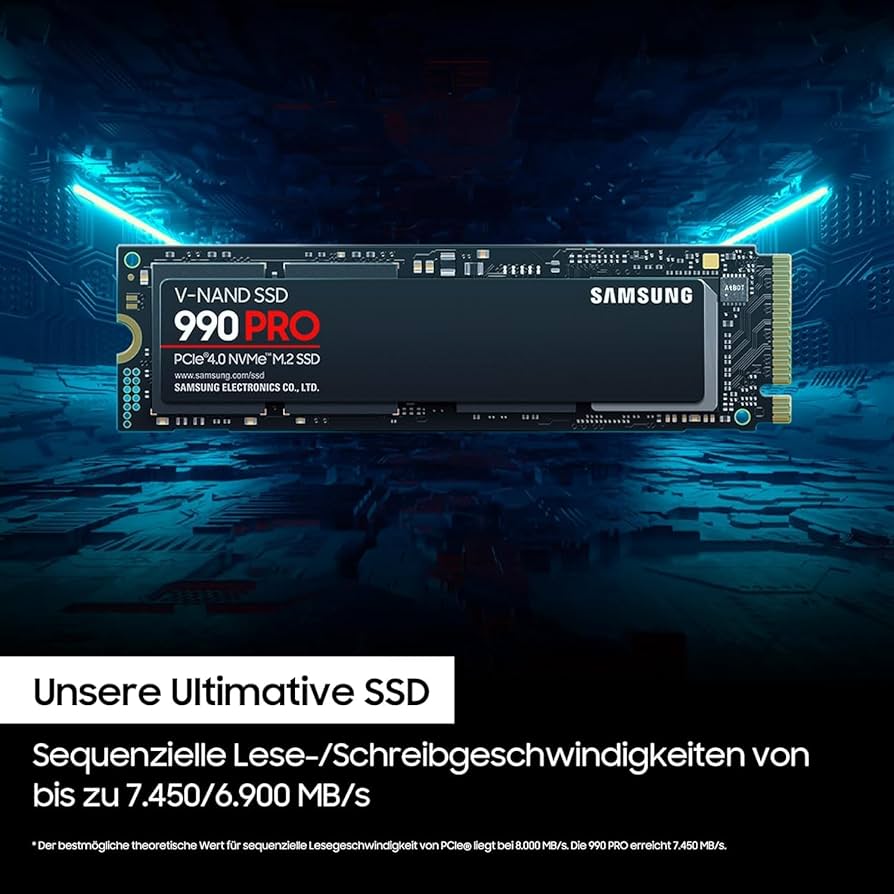 V-NAND SSD
SAMSUNG
A1B0T
990 PRO
PCIe®4.0 NVMe™ M.2 SSD
www.samsung.com/ssd
SAMSUNG ELECTRONICS CO., LTD.
Unsere Ultimative SSD
Sequenzielle Lese-/Schreibgeschwindigkeiten von
bis zu 7.450/6.900 MB/s
* Der bestmögliche theoretische Wert für sequenzielle Lesegeschwindigkeit von PCIe® liegt bei 8.000 MB/s. Die 990 PRO erreicht 7.450 MB/s.